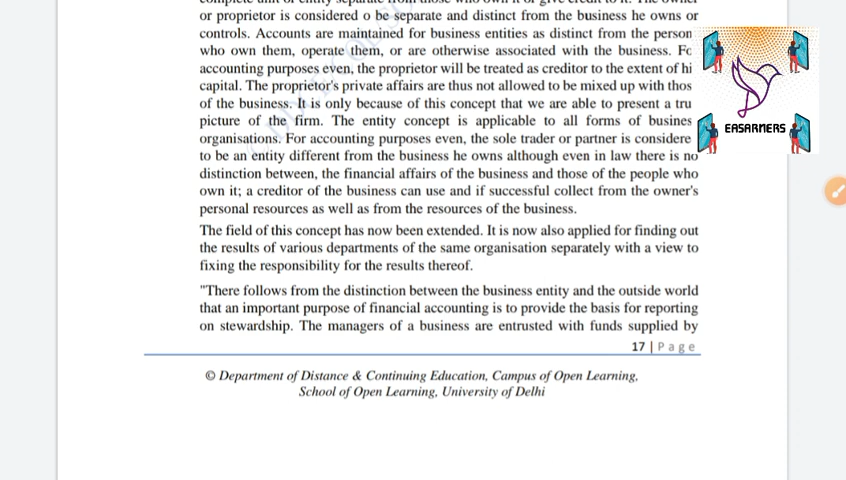 or proprietor is considered o be separate and distinct from the business he owns or
controls. Accounts are maintained for business entities as distinct from the person
who own them, operate them, or are otherwise associated with the business. Fo
accounting purposes even, the proprietor will be treated as creditor to the extent of hi
capital. The proprietor's private affairs are thus not allowed to be mixed up with thos
of the business. It is only because of this concept that we are able to present a tru
picture of the firm. The entity concept is applicable to all forms of busines
organisations. For accounting purposes even, the sole trader or partner is considere
to be an entity different from the business he owns although even in law there is no
distinction between, the financial affairs of the business and those of the people who
own it; a creditor of the business can use and if successful collect from the owner's
personal resources as well as from the resources of the business.
The field of this concept has now been extended. It is now also applied for finding out
the results of various departments of the same organisation separately with a view to
fixing the responsibility for the results thereof.
"There follows from the distinction between the business entity and the outside world
that an important purpose of financial accounting is to provide the basis for reporting
on stewardship. The managers of a business are entrusted with funds supplied by
17 | Page
© Department of Distance & Continuing Education, Campus of Open Learning,
School of Open Learning, University of Delhi
EASARNERS